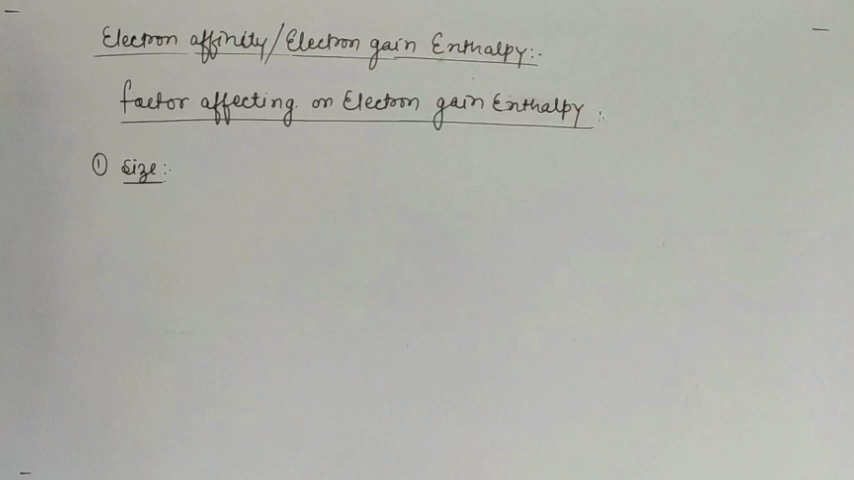 Electron affinity/Electron gain Enthalpy:.
factor affecting on Electron gain Enthalpy:.
① Size:.